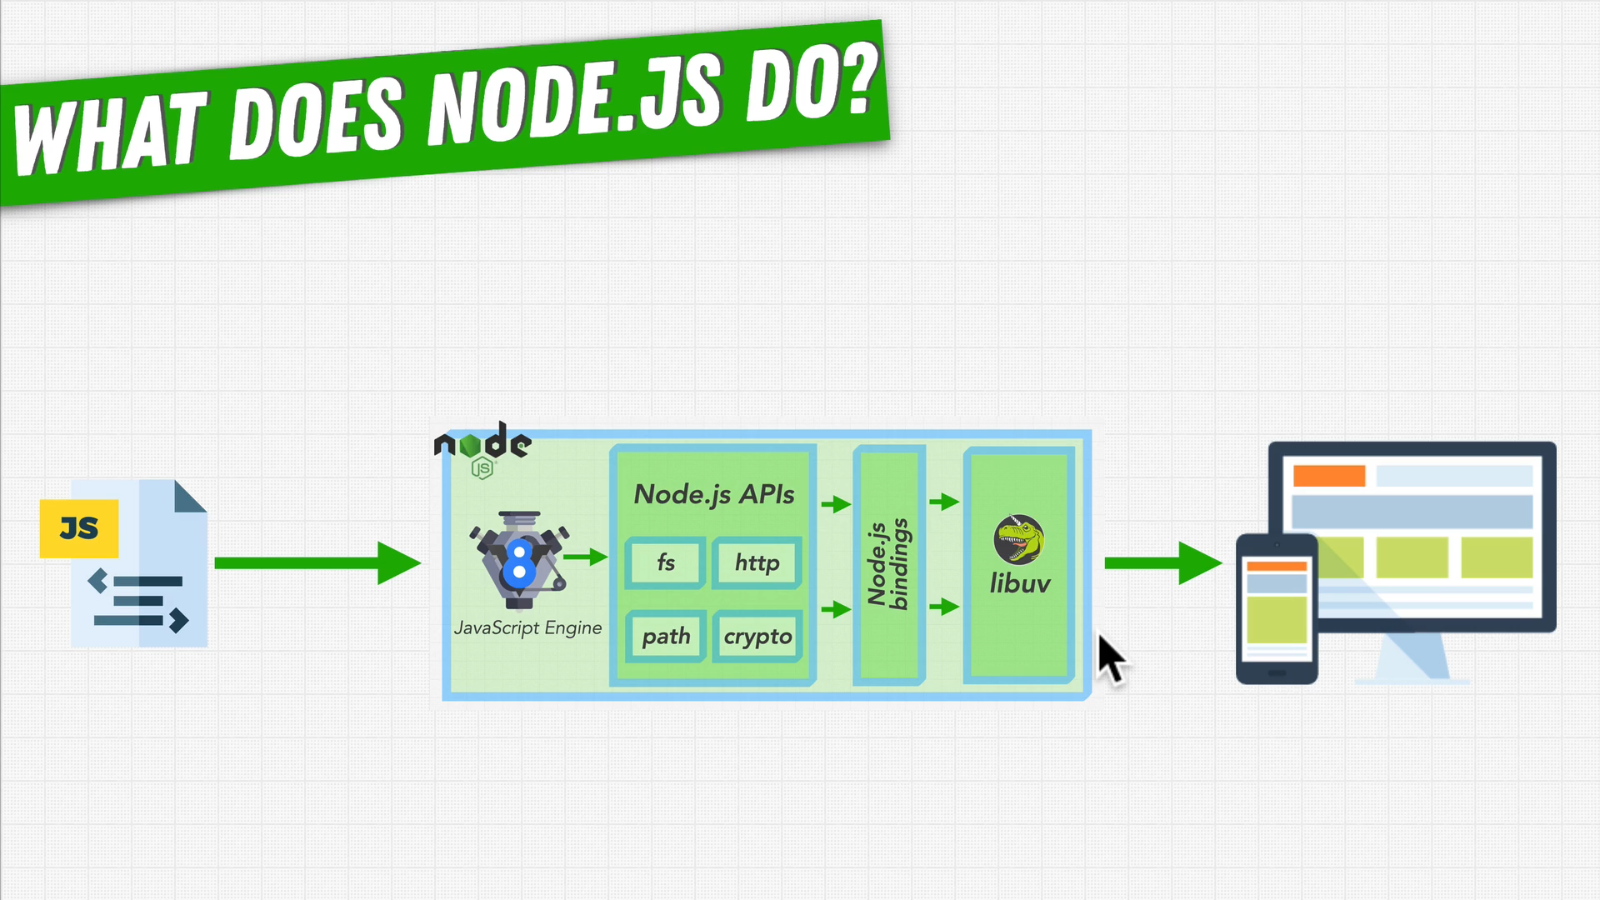 WHAT DOES NODE.JS DO?
JS
node
JS
8
JavaScript Engine
Node.js APIs
fs
http
path
crypto
Node.js
bindings
libuv